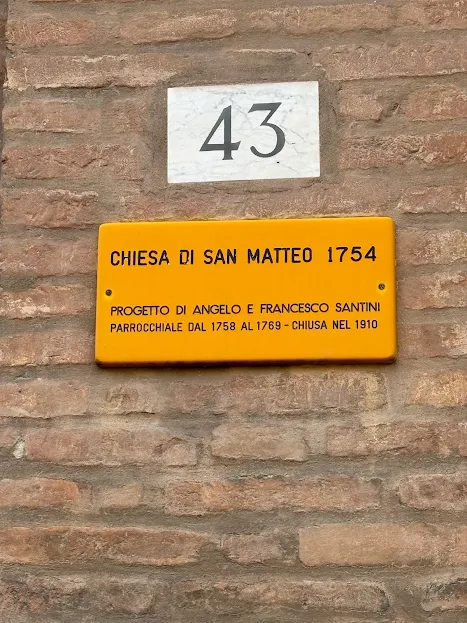 43
CHIESA DI SAN MATTEO 1754
PROGETTO DI ANGELO E FRANCESCO SANTINI
PARROCCHIALE DAL 1758 AL 1769 - CHIUSA NEL 1910